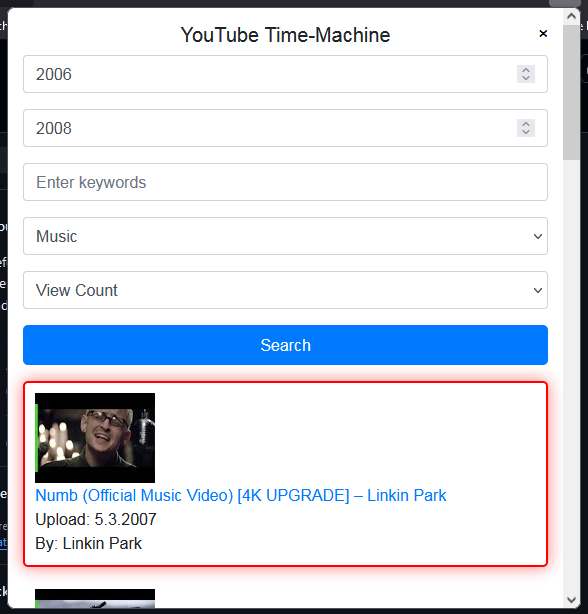 YouTube Time-Machine
×
2006
2008
Enter keywords
Music
View Count
Search
Numb (Official Music Video) [4K UPGRADE] – Linkin Park
Upload: 5.3.2007
By: Linkin Park